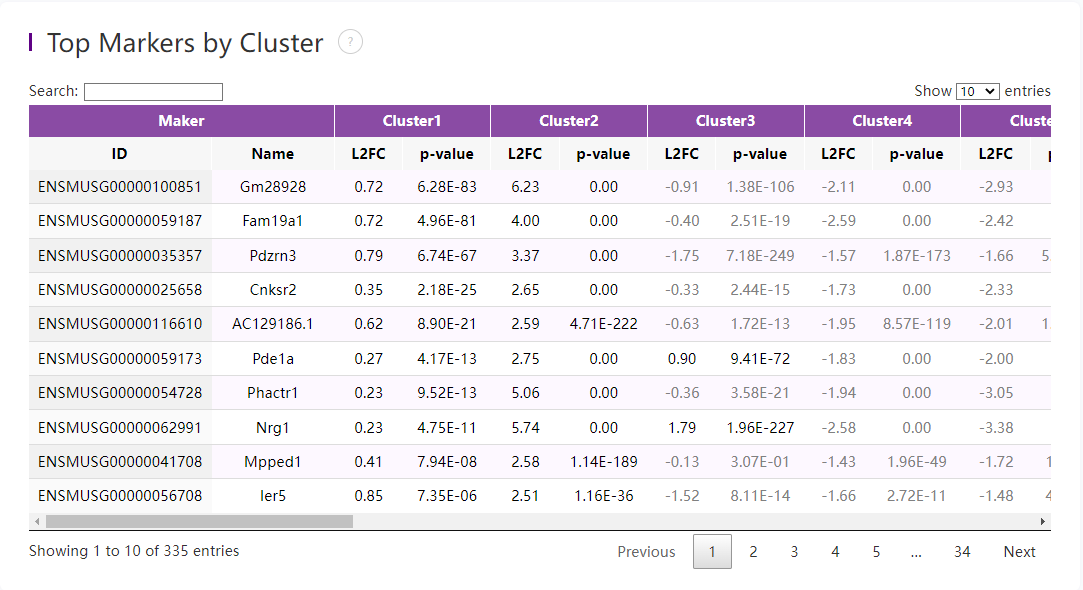 Top Markers by Cluster ?
Search: Show 10 entries
Maker Cluster1 Cluster2 Cluster3 Cluster4 Cluste
ID Name L2FC p-value L2FC p-value L2FC p-value L2FC p-value L2FC
ENSMUSG00000100851 Gm28928 0.72 6.28E-83 6.23 0.00 -0.91 1.38E-106 -2.11 0.00 -2.93
ENSMUSG00000059187 Fam19a1 0.72 4.96E-81 4.00 0.00 -0.40 2.51E-19 -2.59 0.00 -2.42
ENSMUSG00000035357 Pdzrn3 0.79 6.74E-67 3.37 0.00 -1.75 7.18E-249 -1.57 1.87E-173 -1.66 5
ENSMUSG00000025658 Cnksr2 0.35 2.18E-25 2.65 0.00 -0.33 2.44E-15 -1.73 0.00 -2.33
ENSMUSG00000116610 AC129186.1 0.62 8.90E-21 2.59 4.71E-222 -0.63 1.72E-13 -1.95 8.57E-119 -2.01 1
ENSMUSG00000059173 Pde1a 0.27 4.17E-13 2.75 0.00 0.90 9.41E-72 -1.83 0.00 -2.00
ENSMUSG00000054728 Phactr1 0.23 9.52E-13 5.06 0.00 -0.36 3.58E-21 -1.94 0.00 -3.05
ENSMUSG00000062991 Nrg1 0.23 4.75E-11 5.74 0.00 1.79 1.96E-227 -2.58 0.00 -3.38
ENSMUSG00000041708 Mpped1 0.41 7.94E-08 2.58 1.14E-189 -0.13 3.07E-01 -1.43 1.96E-49 -1.72 1
ENSMUSG00000056708 Ier5 0.85 7.35E-06 2.51 1.16E-36 -1.52 8.11E-14 -1.66 2.72E-11 -1.48 4
Showing 1 to 10 of 335 entries Previous 1 2 3 4 5 ... 34 Next